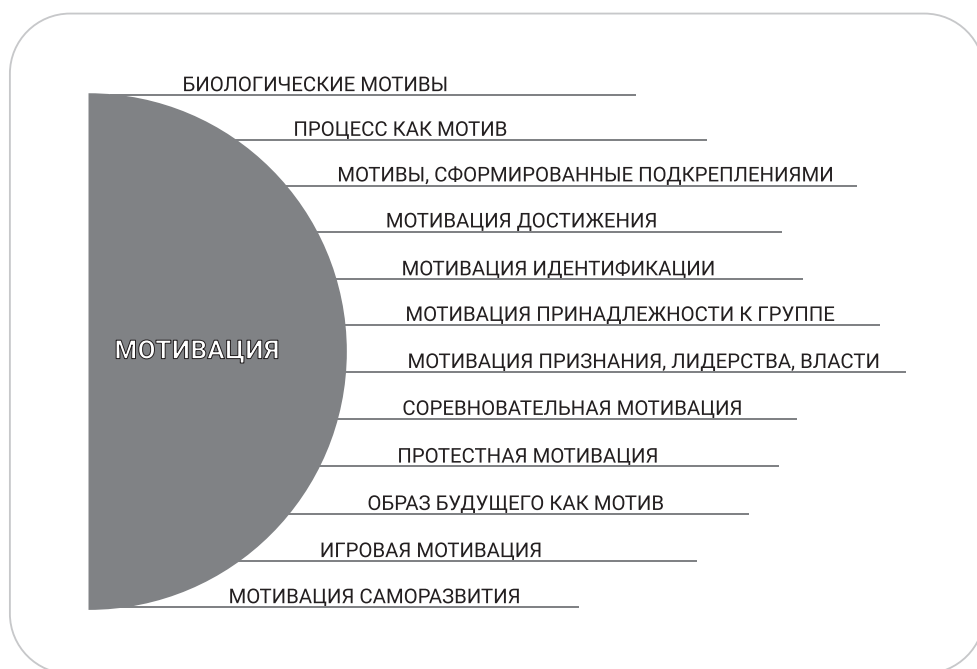 БИОЛОГИЧЕСКИЕ МОТИВЫ
ПРОЦЕСС КАК МОТИВ
МОТИВЫ, СФОРМИРОВАННЫЕ ПОДКРЕПЛЕНИЯМИ
МОТИВАЦИЯ ДОСТИЖЕНИЯ
МОТИВАЦИЯ ИДЕНТИФИКАЦИИ
МОТИВАЦИЯ ПРИНАДЛЕЖНОСТИ К ГРУППЕ
МОТИВАЦИЯ
МОТИВАЦИЯ ПРИЗНАНИЯ, ЛИДЕРСТВА, ВЛАСТИ
СОРЕВНОВАТЕЛЬНАЯ МОТИВАЦИЯ
ПРОТЕСТНАЯ МОТИВАЦИЯ
ОБРАЗ БУДУЩЕГО КАК МОТИВ
ИГРОВАЯ МОТИВАЦИЯ
МОТИВАЦИЯ САМОРАЗВИТИЯ